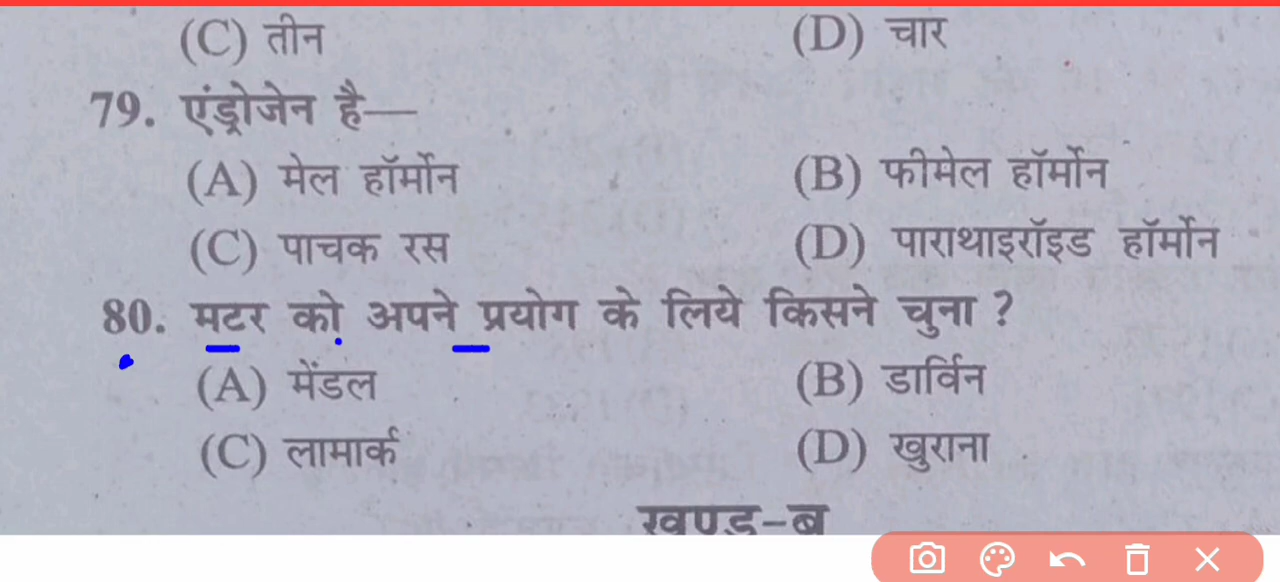 (C) तीन (D) चार
79. एंड्रोजेन है—
(A) मेल हॉर्मोन (B) फीमेल हॉर्मोन
(C) पाचक रस (D) पाराथाइरॉइड हॉर्मोन
80. मटर को अपने प्रयोग के लिये किसने चुना ?
(A) मेंडल (B) डार्विन
(C) लामार्क (D) खुराना
खण्ड-ब